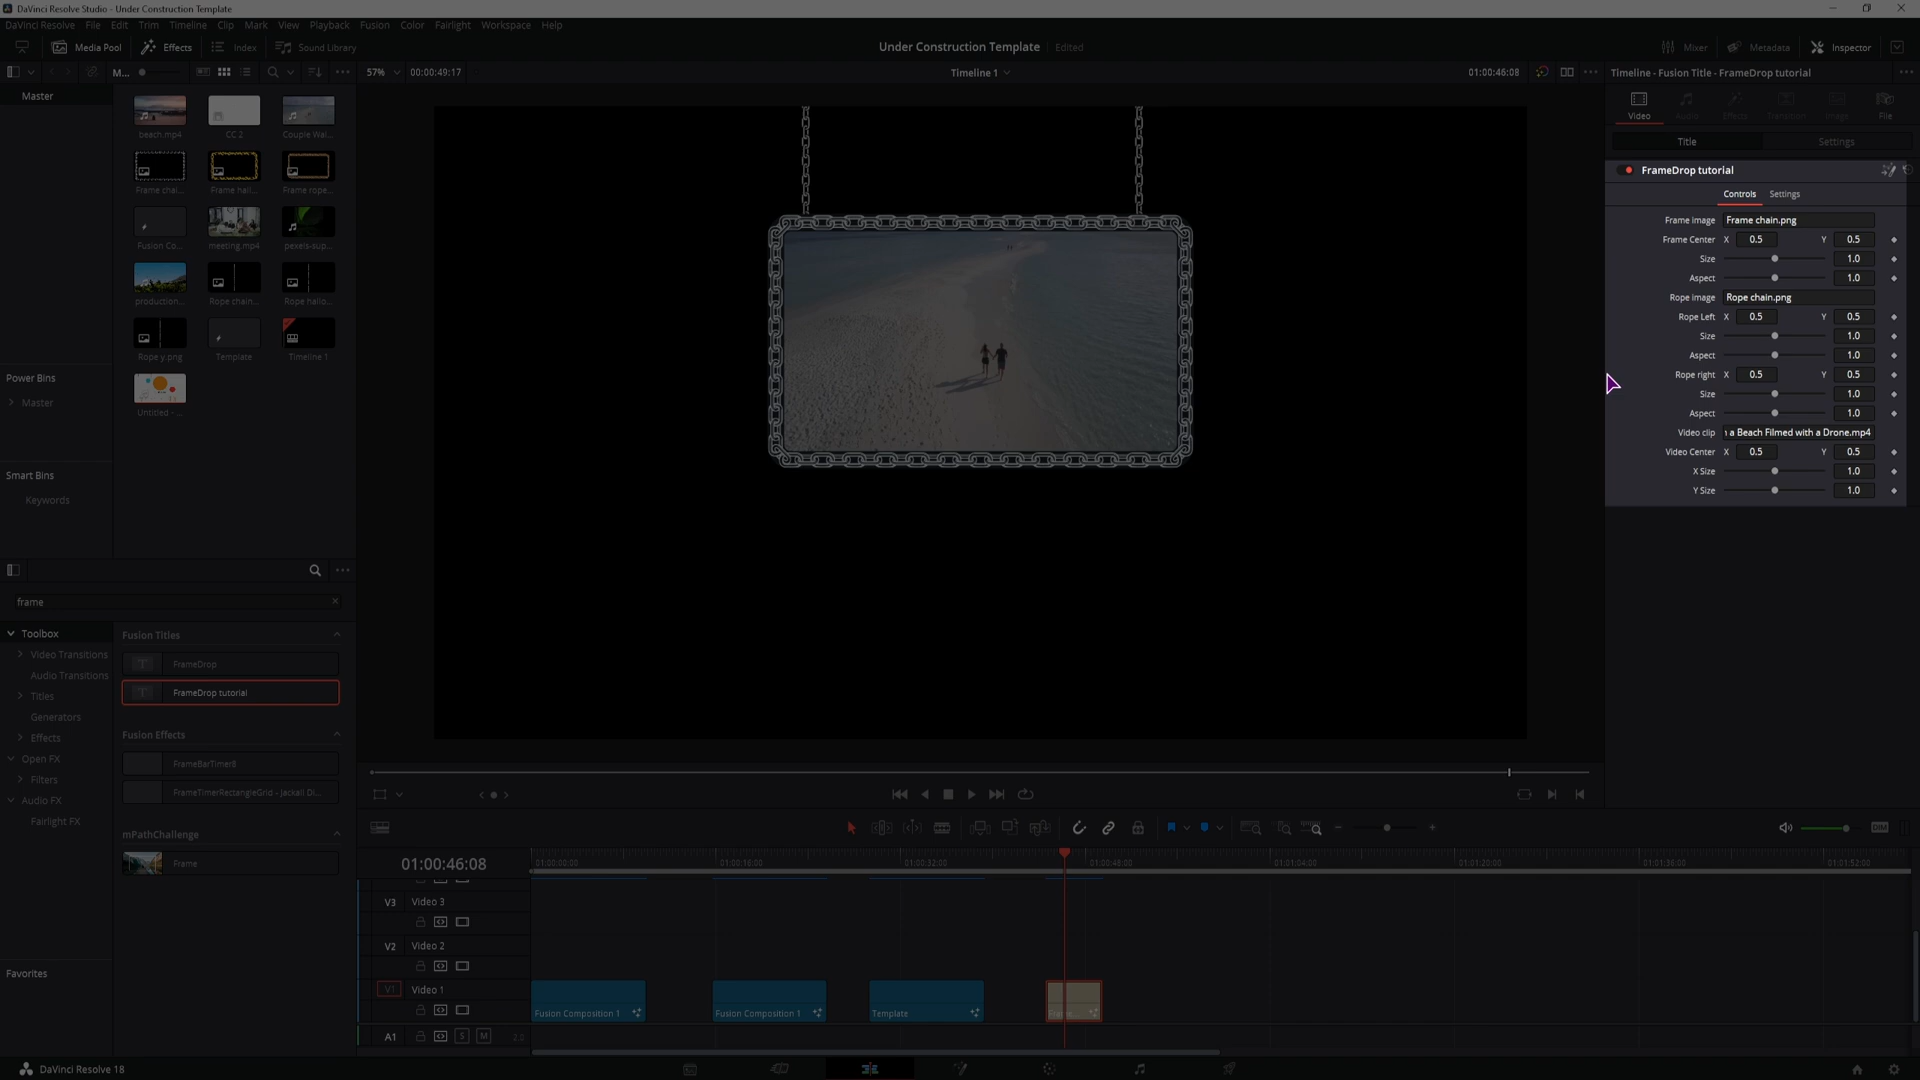 DaVinci Resolve Studio - Under Construction Template
DaVinci Resolve File Edit Trim Timeline Clip Mark View Playback Fusion Color Fairlight Workspace Help
Media Pool Effects Index Sound Library Under Construction Template Edited Mixer Metadata Inspector
M... 57% 00:00:49:17 Timeline 1 01:00:46:08 Timeline - Fusion Title - FrameDrop tutorial
Master
beach.mp4 CC 2 Couple Wal...
Frame chai... Frame hall... Frame rope...
Fusion Co... meeting.mp4 pexels-sup...
production... Rope chain... Rope hallo...
Rope y.png Template Timeline 1
Untitled - ...
Power Bins
Master
Smart Bins
Keywords
Video Audio Effects Transition Image File
Title Settings
FrameDrop tutorial
Controls Settings
Frame image Frame chain.png
Frame Center X 0.5 Y 0.5
Size 1.0
Aspect 1.0
Rope image Rope chain.png
Rope Left X 0.5 Y 0.5
Size 1.0
Aspect 1.0
Rope right X 0.5 Y 0.5
Size 1.0
Aspect 1.0
Video clip a Beach Filmed with a Drone.mp4
Video Center X 0.5 Y 0.5
X Size 1.0
Y Size 1.0
frame
Toolbox
Video Transitions
Audio Transitions
Titles
Generators
Effects
Open FX
Filters
Audio FX
Fairlight FX
Favorites
Fusion Titles
FrameDrop
FrameDrop tutorial
Fusion Effects
FrameBarTimer8
FrameTimerRectangleGrid - Jackall Di...
mPathChallenge
Frame
DIM
01:00:46:08 01:00:00:00 01:00:16:00 01:00:32:00 01:00:48:00 01:01:04:00 01:01:20:00 01:01:36:00 01:01:52:00
V3 Video 3
V2 Video 2
V1 Video 1
Fusion Composition 1 Fusion Composition 1 Template Frame...
A1 S M 2.0
DaVinci Resolve 18